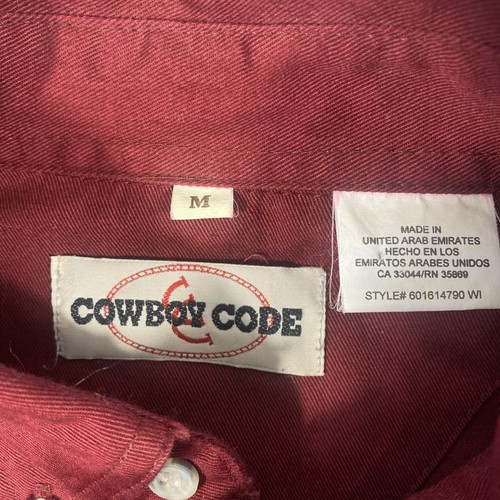 M
MADE IN
UNITED ARAB EMIRATES
HECHO EN LOS
EMIRATOS ARABES UNIDOS
CA 33044/RN 35869
STYLE# 601614790 WI
COWBOY CODE